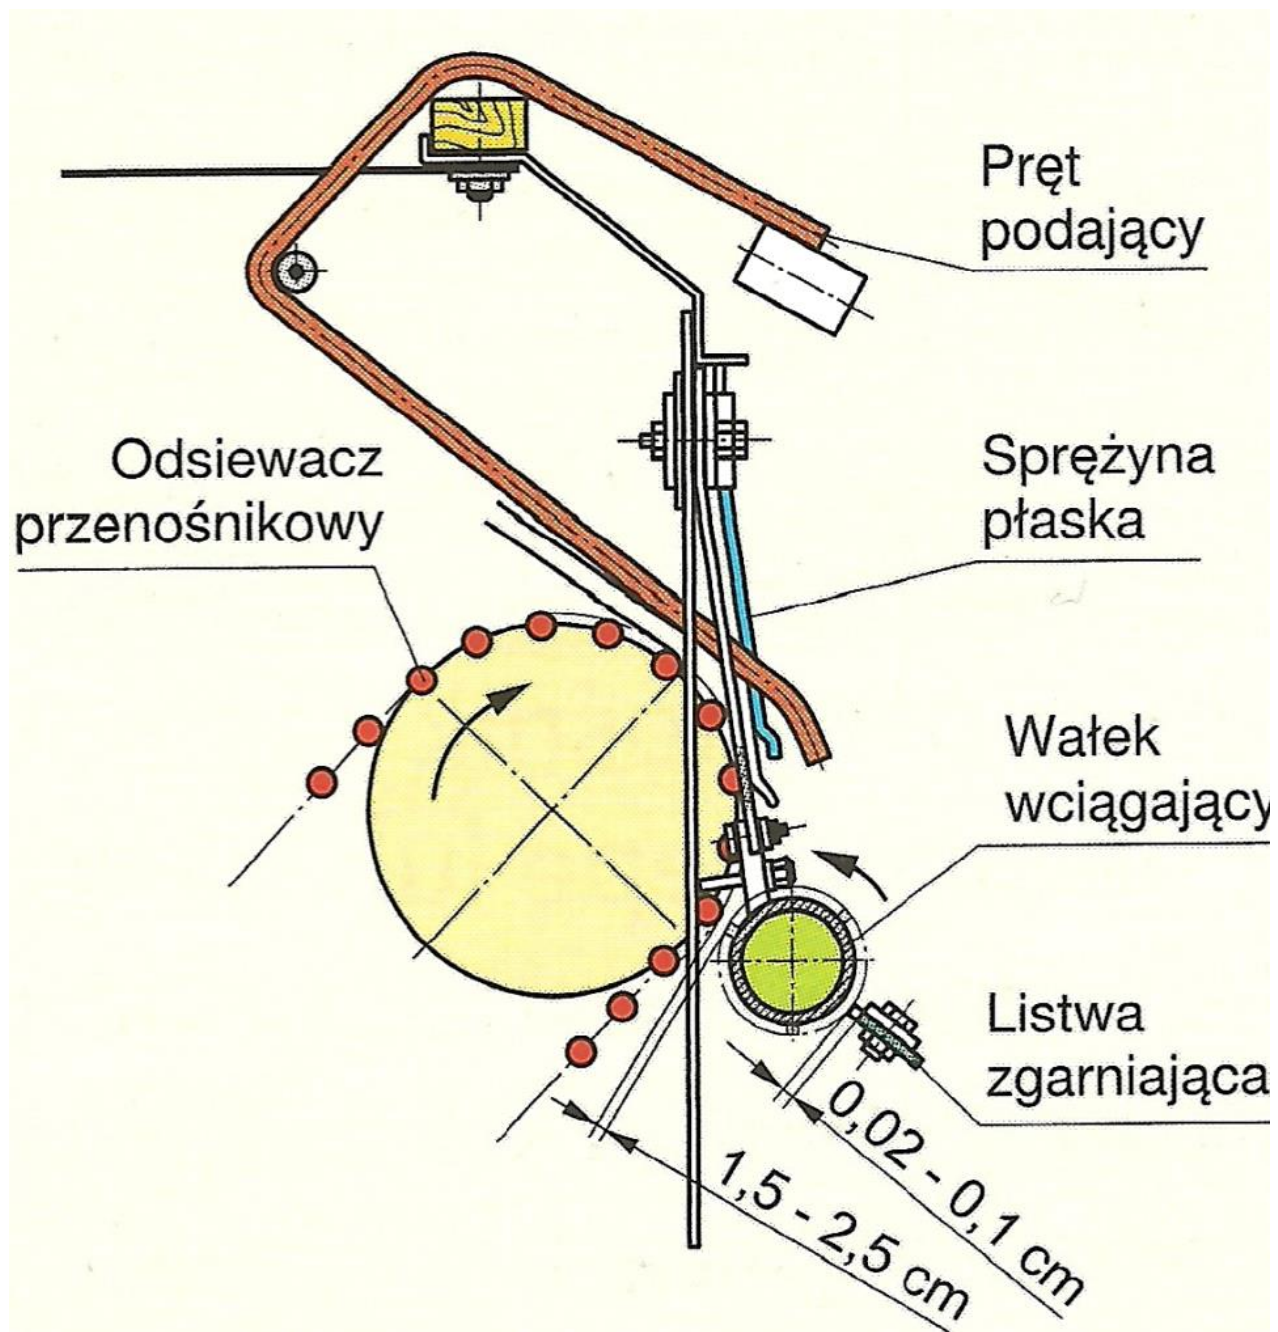 Pręt
podający
Odsiewacz
przenośnikowy
Sprężyna
płaska
Wałek
wciągający
Listwa
zgarniająca
0,02 - 0,1 cm
1,5 - 2,5 cm